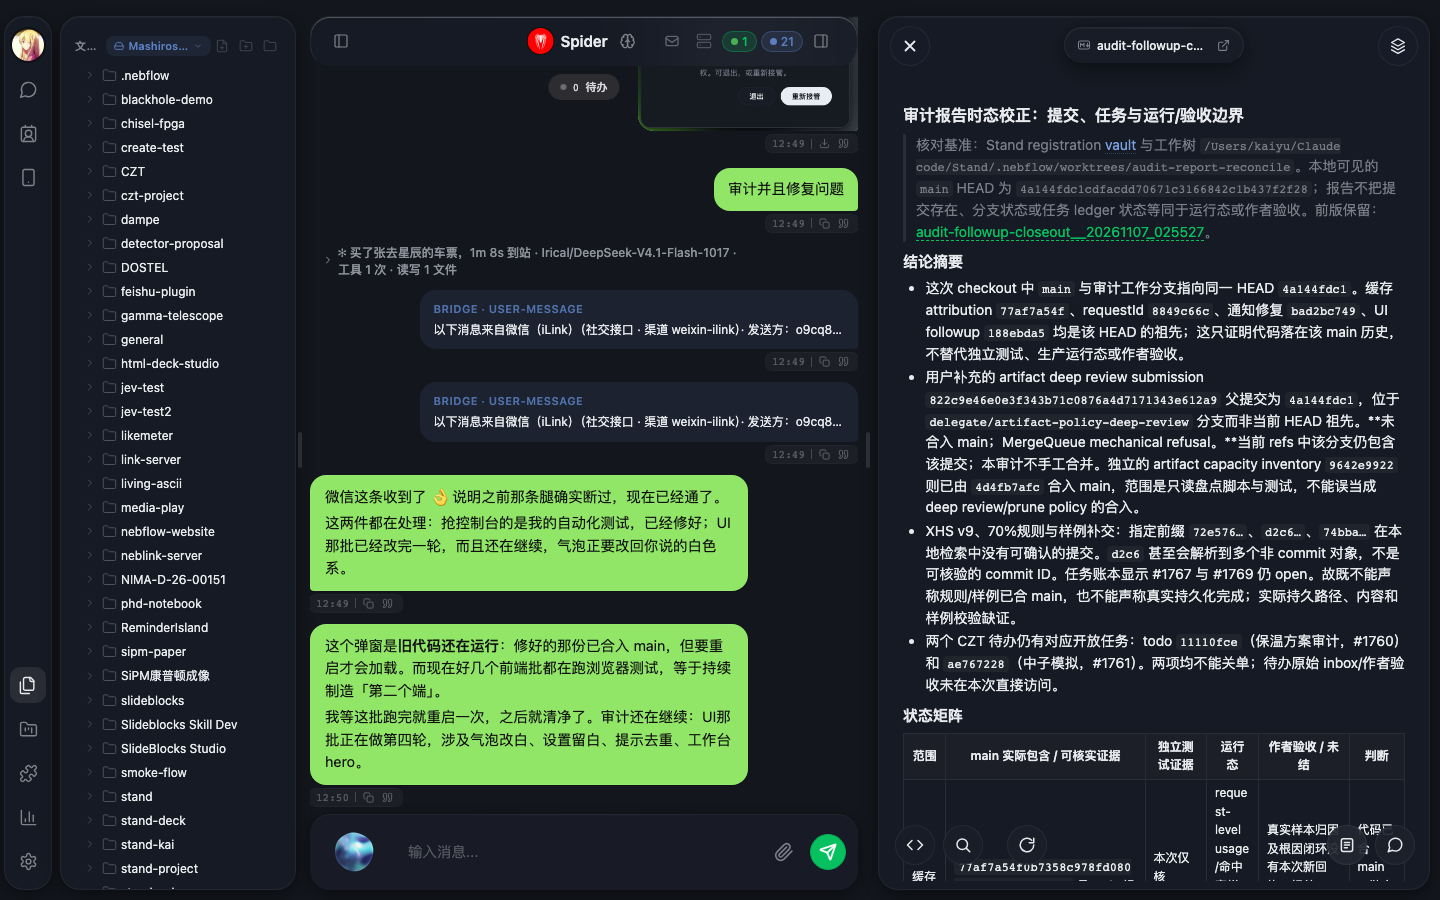 文...
Mashiros...
.nebflow
blackhole-demo
chisel-fpga
create-test
CZT
czt-project
dampe
detector-proposal
DOSTEL
feishu-plugin
gamma-telescope
general
html-deck-studio
jev-test
jev-test2
likemeter
link-server
living-ascii
media-play
nebflow-website
neblink-server
NIMA-D-26-00151
phd-notebook
ReminderIsland
sipm-paper
SiPM康普顿成像
slideblocks
Slideblocks Skill Dev
SlideBlocks Studio
smoke-flow
stand
stand-deck
stand-kai
stand-project
Spider
1
21
0 待办
权。可退出，或重新接管。
退出
重新接管
12:49
审计并且修复问题
12:49
买了张去星辰的车票，1m 8s 到站 · Irical/DeepSeek-V4.1-Flash-1017 ·
工具 1 次 · 读写 1 文件
BRIDGE · USER-MESSAGE
以下消息来自微信（iLink）（社交接口 · 渠道 weixin-ilink）· 发送方：o9cq8...
12:49
BRIDGE · USER-MESSAGE
以下消息来自微信（iLink）（社交接口 · 渠道 weixin-ilink）· 发送方：o9cq8...
12:49
微信这条收到了 👌 说明之前那条腿确实断过，现在已经通了。
这两件都在处理：抢控制台的是我的自动化测试，已经修好；UI
那批已经改完一轮，而且还在继续，气泡正要改回你说的白色
系。
12:49
这个弹窗是旧代码还在运行：修好的那份已合入 main，但要重
启才会加载。而现在好几个前端批都在跑浏览器测试，等于持续
制造「第二个端」。
我等这批跑完就重启一次，之后就清净了。审计还在继续：UI那
批正在做第四轮，涉及气泡改白、设置留白、提示去重、工作台
hero。
12:50
输入消息...
audit-followup-c...
审计报告时态校正：提交、任务与运行/验收边界
核对基准：Stand registration vault 与工作树 /Users/kaiyu/Claude
code/Stand/.nebflow/worktrees/audit-report-reconcile 。本地可见的
main HEAD 为 4a144fdc1cdfacdd70671c3166842c1b437f2f28；报告不把提
交存在、分支状态或任务 ledger 状态等同于运行态或作者验收。前版保留：
audit-followup-closeout__20261107_025527。
结论摘要
这次 checkout 中 main 与审计工作分支指向同一 HEAD 4a144fdc1 。缓存
attribution 77af7a54f 、requestId 8849c66c 、通知修复 bad2bc749 、UI
followup 188ebda5 均是该 HEAD 的祖先；这只证明代码落在该 main 历史，
不替代独立测试、生产运行态或作者验收。
用户补充的 artifact deep review submission
822c9e46e0e3f343b71c0876a4d7171343e612a9 父提交为 4a144fdc1 ，位于
delegate/artifact-policy-deep-review 分支而非当前 HEAD 祖先。**未
合入 main；MergeQueue mechanical refusal。**当前 refs 中该分支仍包含
该提交；本审计不手工合并。独立的 artifact capacity inventory 9642e9922
则已由 4d4fb7afc 合入 main，范围是只读盘点脚本与测试，不能误当成
deep review/prune policy 的合入。
XHS v9、70%规则与样例补交：指定前缀 72e576… 、 d2c6… 、 74bba… 在本
地检索中没有可确认的提交。d2c6 甚至会解析到多个非 commit 对象，不是
可核验的 commit ID。任务账本显示 #1767 与 #1769 仍 open。故既不能声
称规则/样例已合 main，也不能声称真实持久化完成；实际持久路径、内容和
样例校验缺证。
两个 CZT 待办仍有对应开放任务：todo 11110fce （保温方案审计，#1760）
和 ae767228 （中子模拟，#1761）。两项均不能关单；待办原始 inbox/作者验
收未在本次直接访问。
状态矩阵
范围
main 实际包含 / 可核实证据
独立测
试证据
运行
态
作者验收 / 未
结
判断
缓存
77af7a54f0b7358c978fd080
本次仅
核
reque
st-
level
usage
/命中
真实样本归因
及根因闭环
有本次新回
代码已
合
main